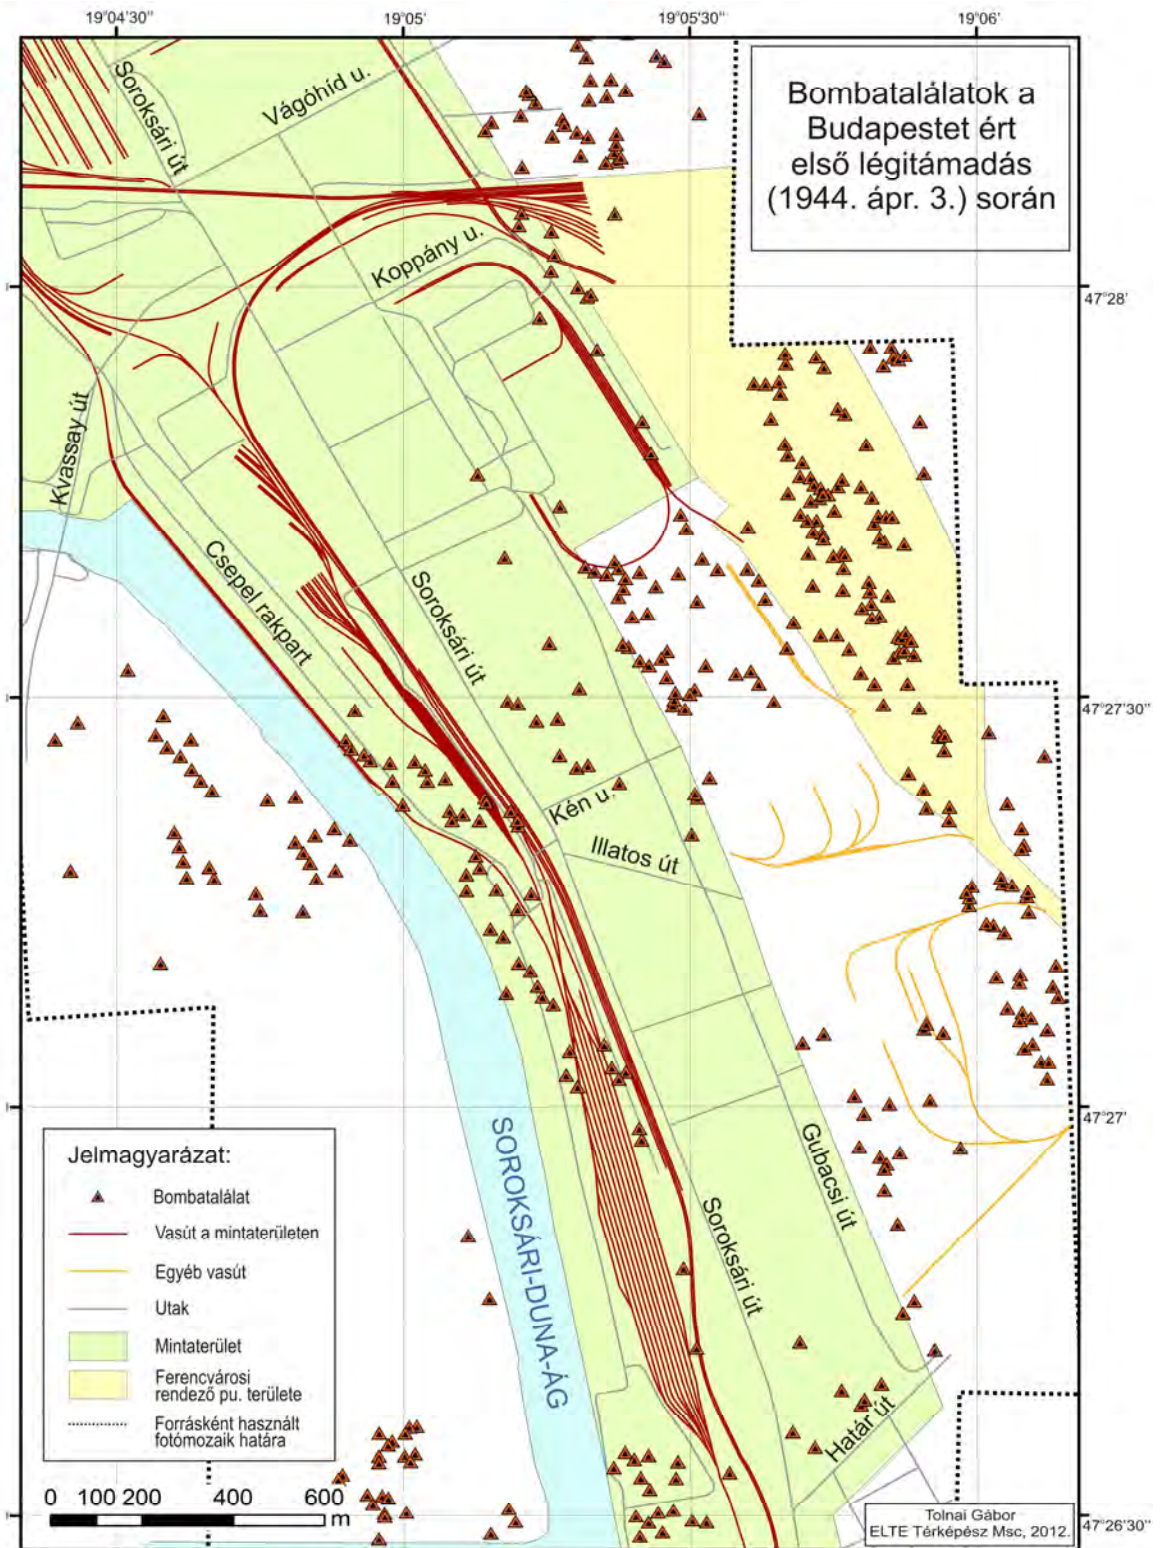 19°04'30''
19°05'
19°05'30''
19°06'
Bombatalálatok a
Budapestet ért
első légitámadás
(1944. ápr. 3.) során
Soroksári út
Vágóhíd u.
Koppány u.
47°28'
Kvassay út
Csepel rakpart
Soroksári út
47°27'30''
Kén u.
Illatos út
47°27'
SOROKSÁRI-DUNA-ÁG
Gubacsi út
Soroksári út
Határ út
Jelmagyarázat:
Bombatalálat
Vasút a mintaterületen
Egyéb vasút
Utak
Mintaterület
Ferencvárosi
rendező pu. területe
Forrásként használt
fotómozaik határa
0 100 200 400 600
m
Tolnai Gábor
ELTE Térképész Msc, 2012.
47°26'30''